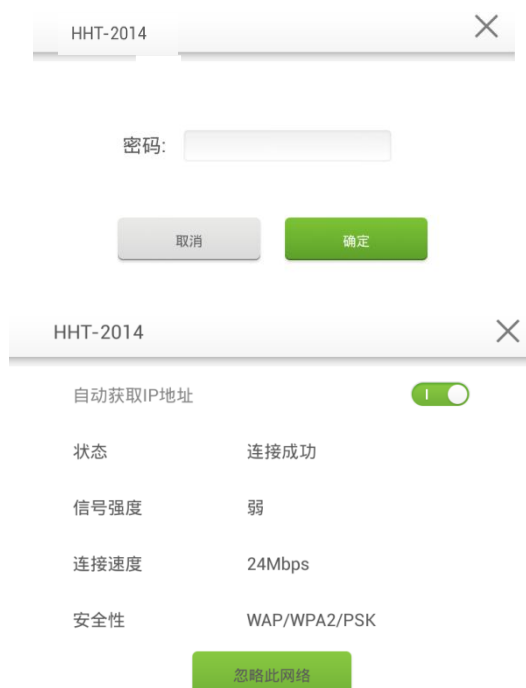 HHT-2014
密码:
取消 确定
HHT-2014
自动获取IP地址
状态 连接成功
信号强度 弱
连接速度 24Mbps
安全性 WAP/WPA2/PSK
忽略此网络